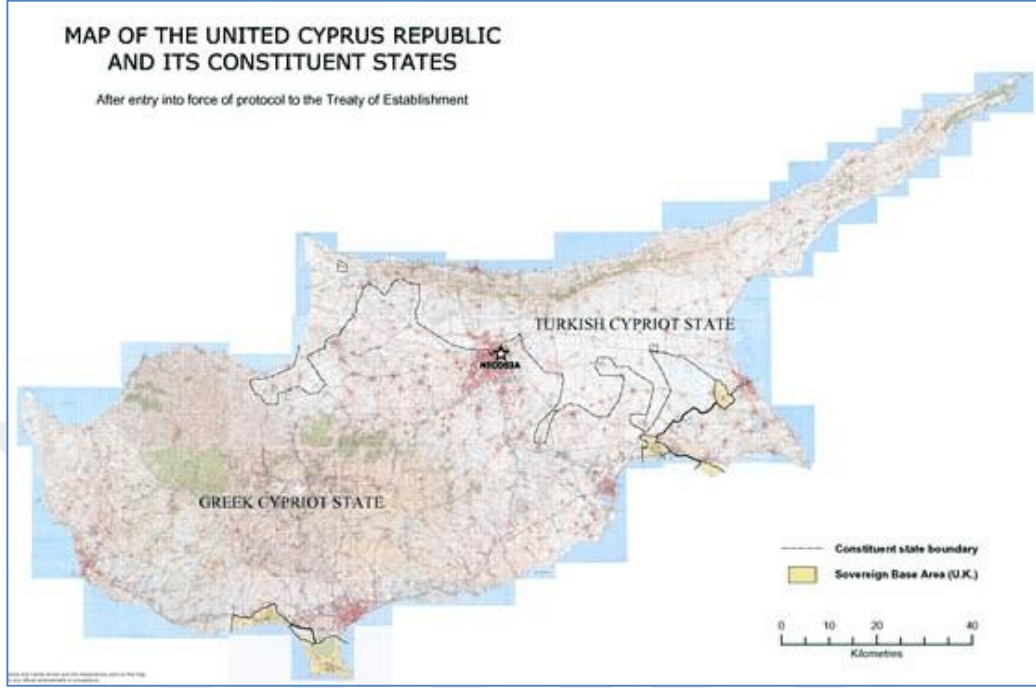 MAP OF THE UNITED CYPRUS REPUBLIC
AND ITS CONSTITUENT STATES
After entry into force of protocol to the Treaty of Establishment
TURKISH CYPRIOT STATE
NICOSIA
GREEK CYPRIOT STATE
Constituent state boundary
Sovereign Base Area (U.K.)
0 10 20 40
Kilometres